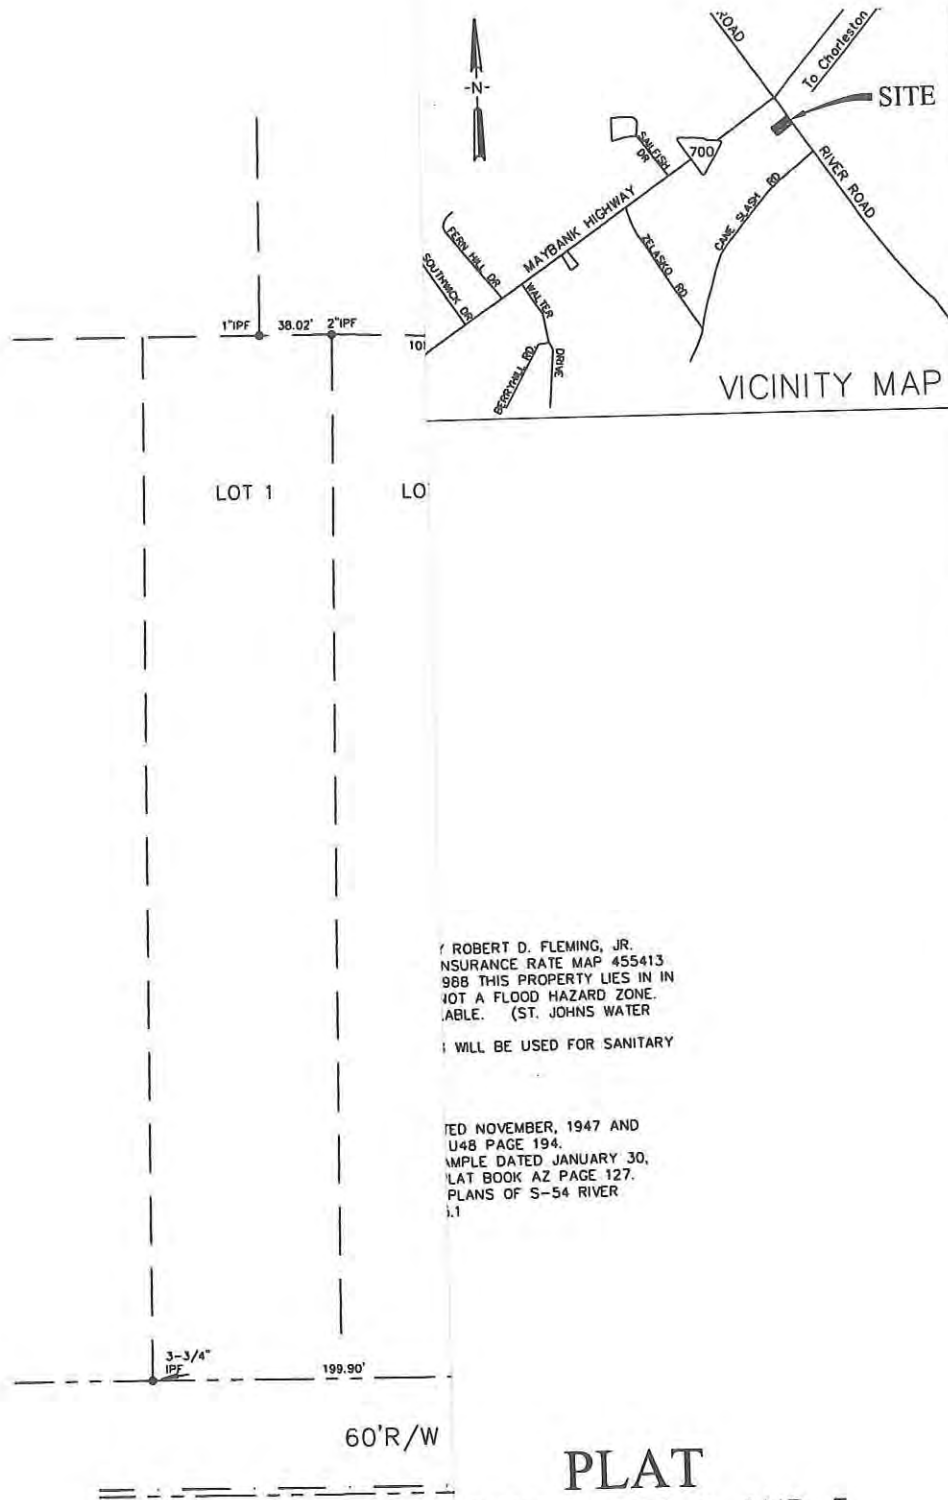 -N-
ROAD
To Charleston
SITE
SAILFISH
DR
700
RIVER ROAD
CANE SLASH RD
MAYBANK HIGHWAY
ZELASKO RD
FERN HILL DR
SOUTHWICK DR
WALTER
DRIVE
BERRYHILL RD.
VICINITY MAP
1"IPF 38.02' 2"IPF
10
LOT 1
LO
ROBERT D. FLEMING, JR.
NSURANCE RATE MAP 455413
988 THIS PROPERTY LIES IN IN
NOT A FLOOD HAZARD ZONE.
ABLE. (ST. JOHNS WATER
WILL BE USED FOR SANITARY
TED NOVEMBER, 1947 AND
U48 PAGE 194.
AMPLE DATED JANUARY 30,
LAT BOOK AZ PAGE 127.
PLANS OF S-54 RIVER
.1
3-3/4"
IPF
199.90'
60'R/W
PLAT